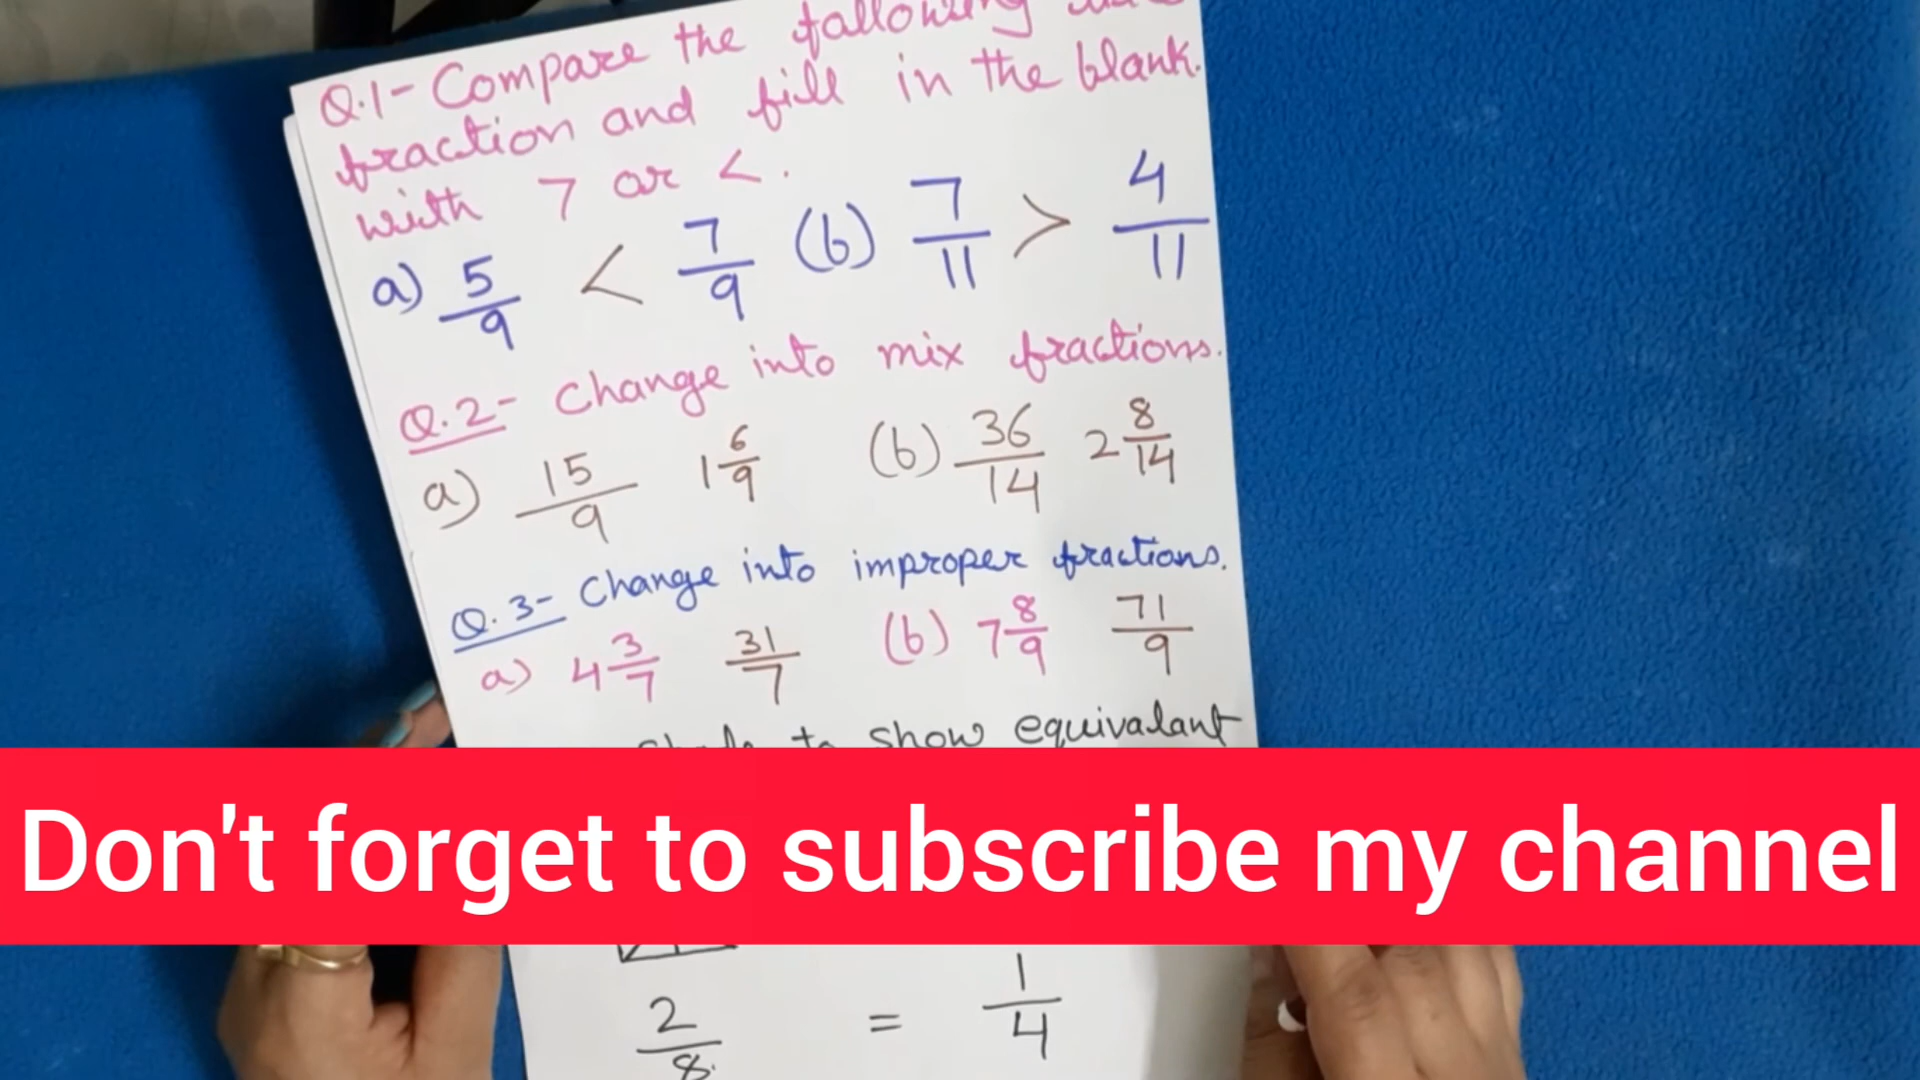 Q.1- Compare the fallowing
fraction and fill in the blank.
with > or <.
a) 5/9 < 7/9 (b) 7/11 > 4/11
Q.2- Change into mix fractions.
a) 15/9 1 6/9 (b) 36/14 2 8/14
Q.3- Change into improper fractions.
a) 4 3/7 31/7 (b) 7 8/9 71/9
to show equivalant
Don't forget to subscribe my channel
2/8 = 1/4